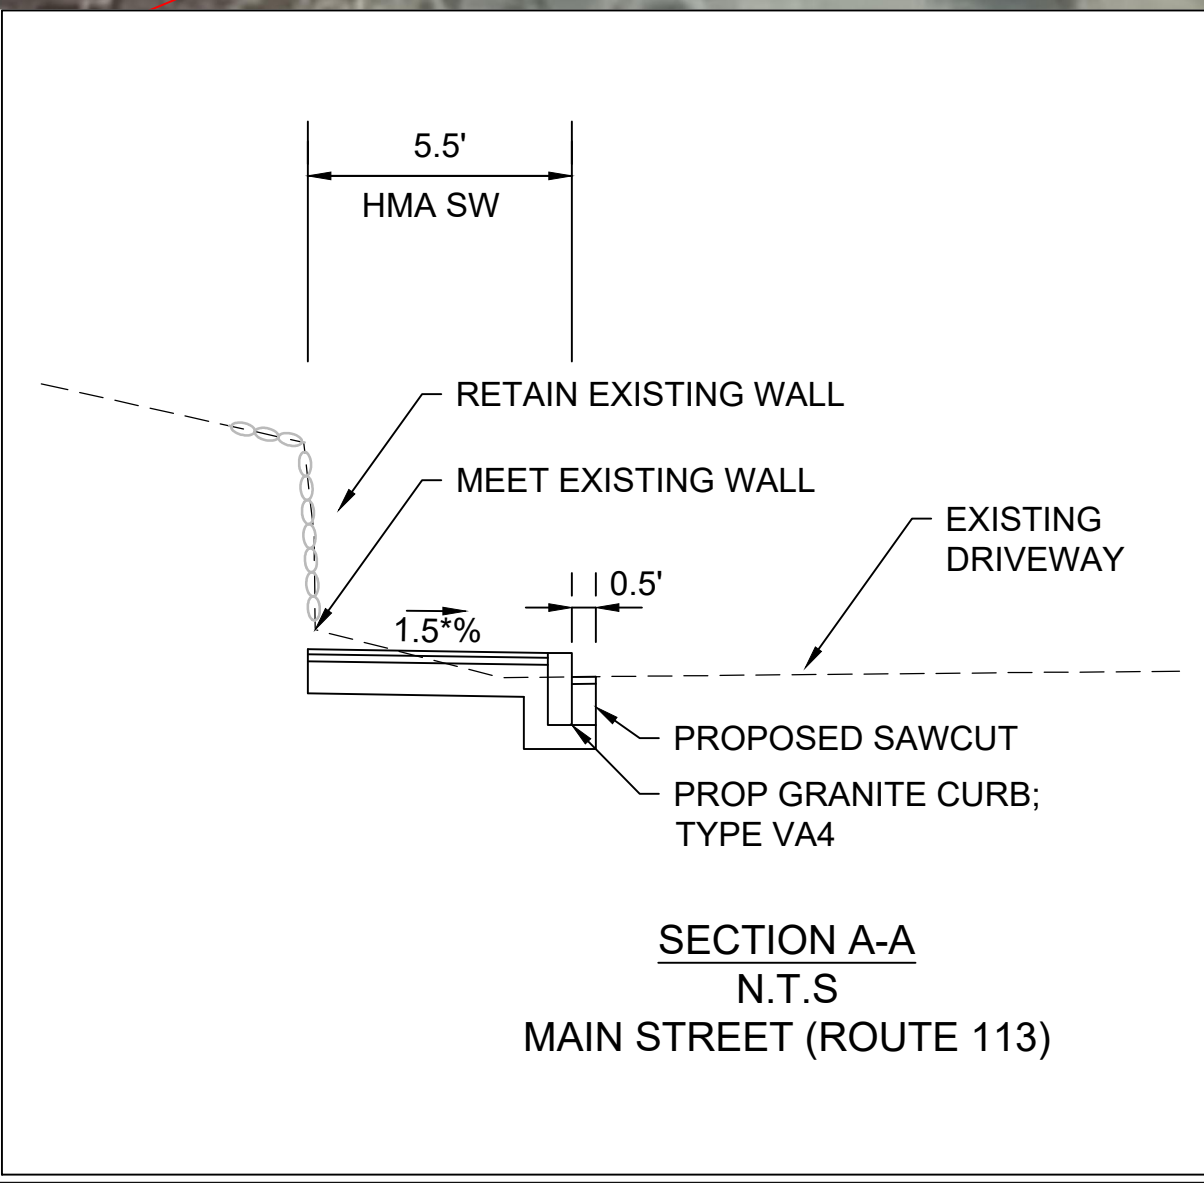 5.5'
HMA SW
RETAIN EXISTING WALL
MEET EXISTING WALL
EXISTING
DRIVEWAY
0.5'
1.5*%
PROPOSED SAWCUT
PROP GRANITE CURB;
TYPE VA4
SECTION A-A
N.T.S
MAIN STREET (ROUTE 113)